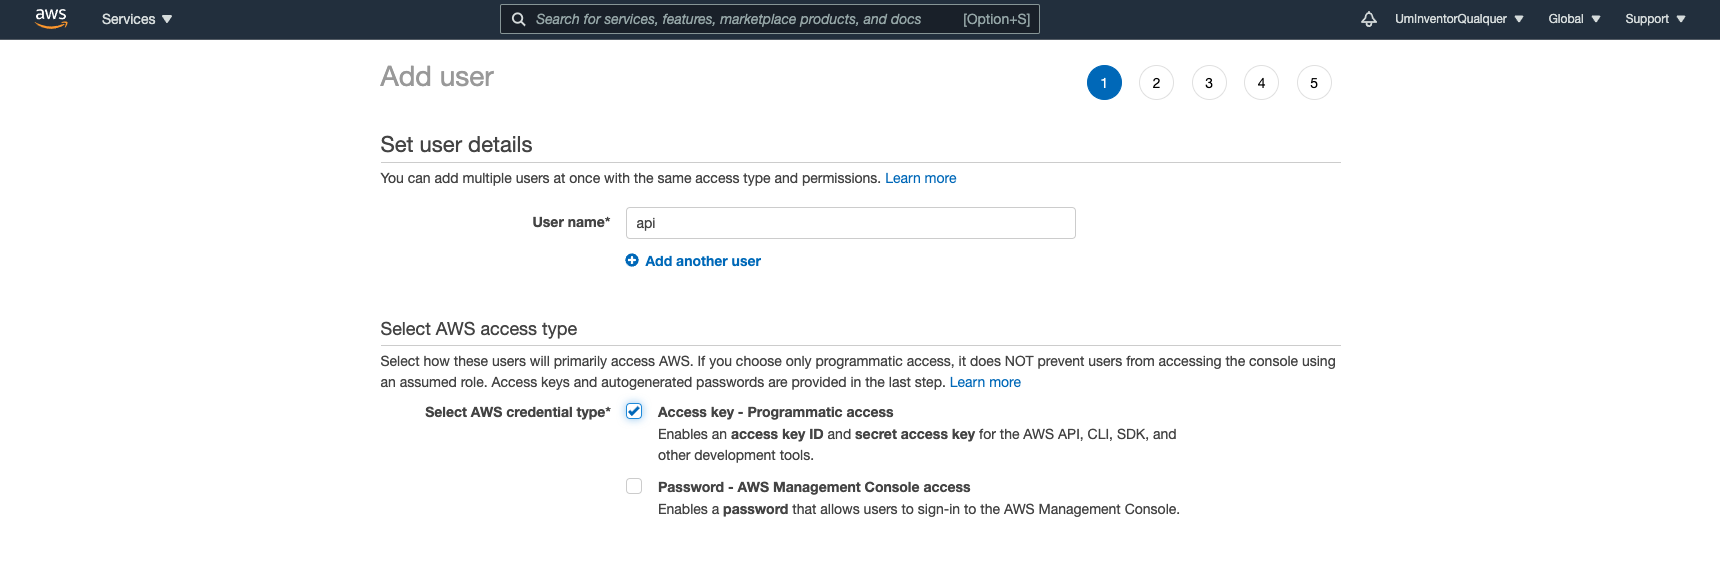 aws Services Search for services, features, marketplace products, and docs [Option+S] UmInventorQualquer Global Support
Add user 1 2 3 4 5
Set user details
You can add multiple users at once with the same access type and permissions. Learn more
User name* api
Add another user
Select AWS access type
Select how these users will primarily access AWS. If you choose only programmatic access, it does NOT prevent users from accessing the console using
an assumed role. Access keys and autogenerated passwords are provided in the last step. Learn more
Select AWS credential type* Access key - Programmatic access
Enables an access key ID and secret access key for the AWS API, CLI, SDK, and
other development tools.
Password - AWS Management Console access
Enables a password that allows users to sign-in to the AWS Management Console.